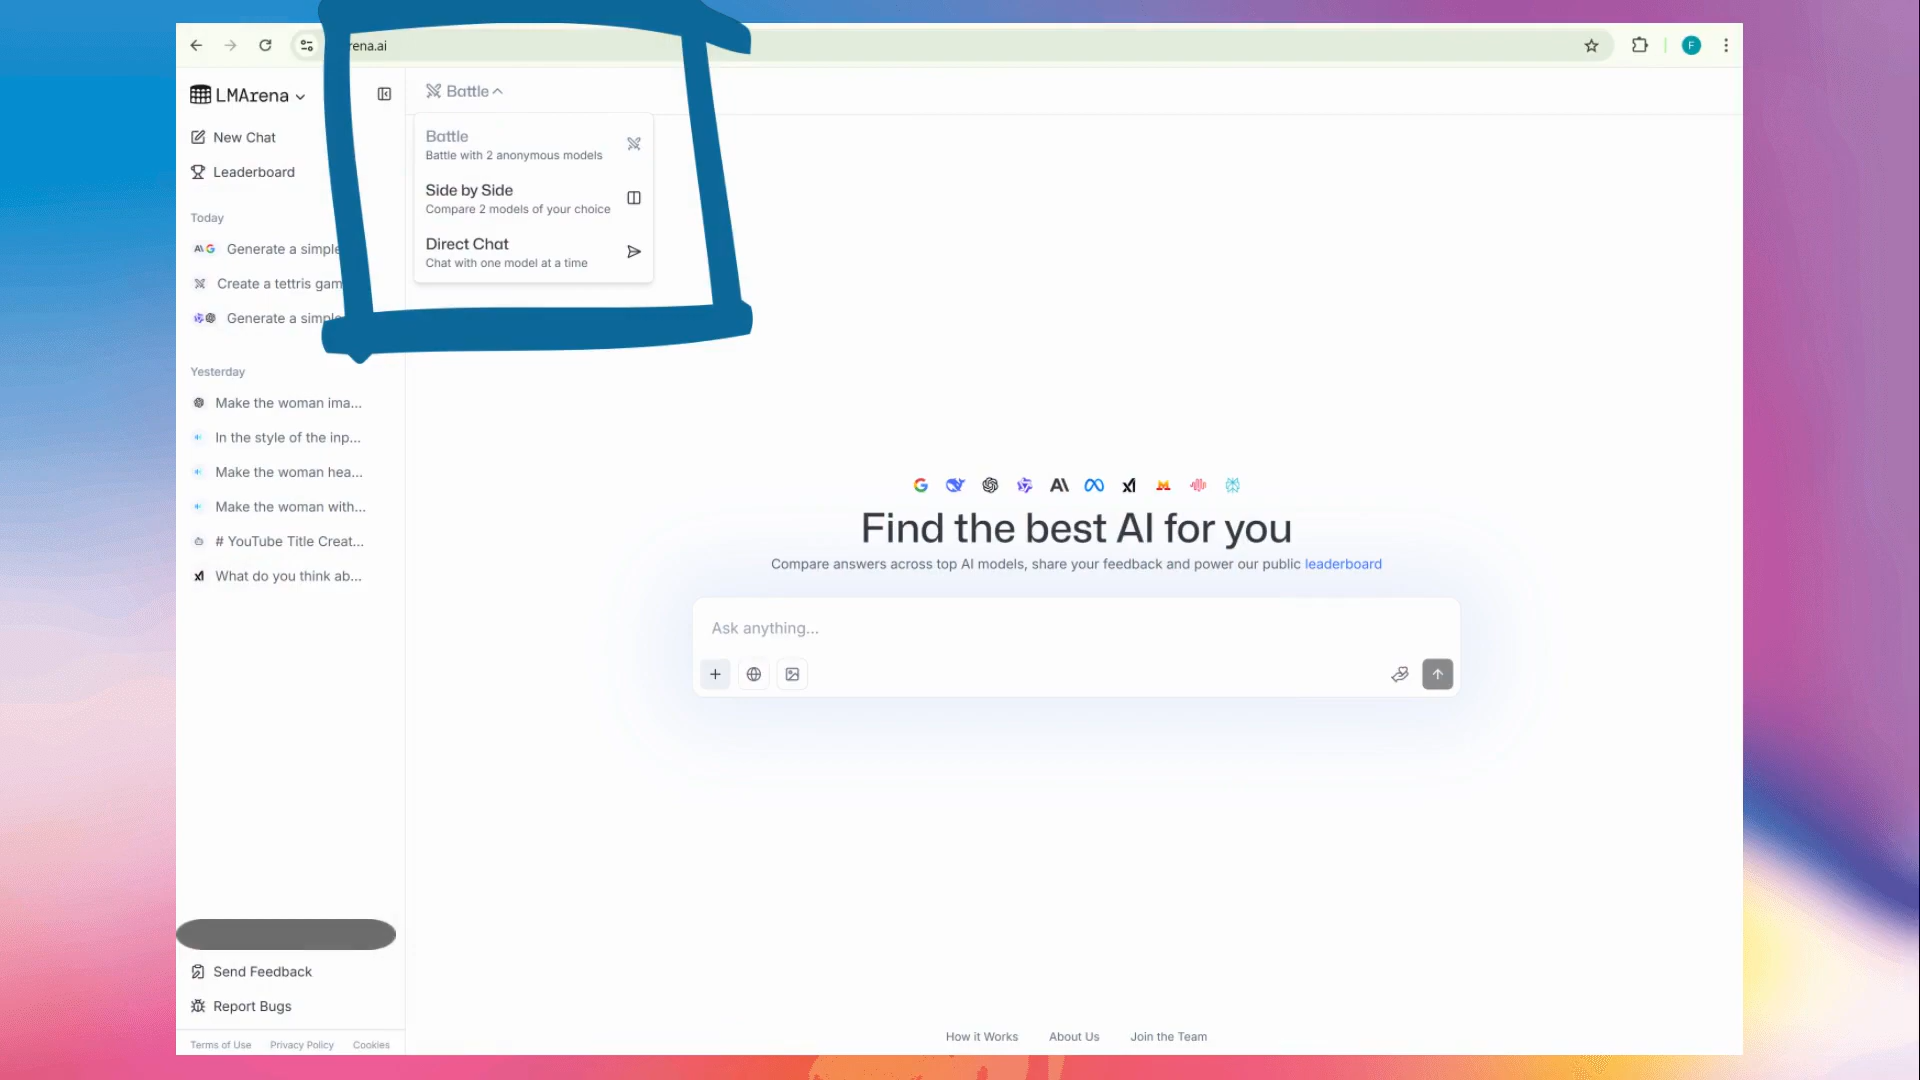 rena.ai
LMArena
New Chat
Leaderboard
Today
Generate a simple
Create a tettris gam
Generate a simple
Yesterday
Make the woman ima...
In the style of the inp...
Make the woman hea...
Make the woman with...
# YouTube Title Creat...
What do you think ab...
Send Feedback
Report Bugs
Terms of Use Privacy Policy Cookies
Battle
Battle
Battle with 2 anonymous models
Side by Side
Compare 2 models of your choice
Direct Chat
Chat with one model at a time
Find the best AI for you
Compare answers across top AI models, share your feedback and power our public leaderboard
Ask anything...
How it Works About Us Join the Team
F